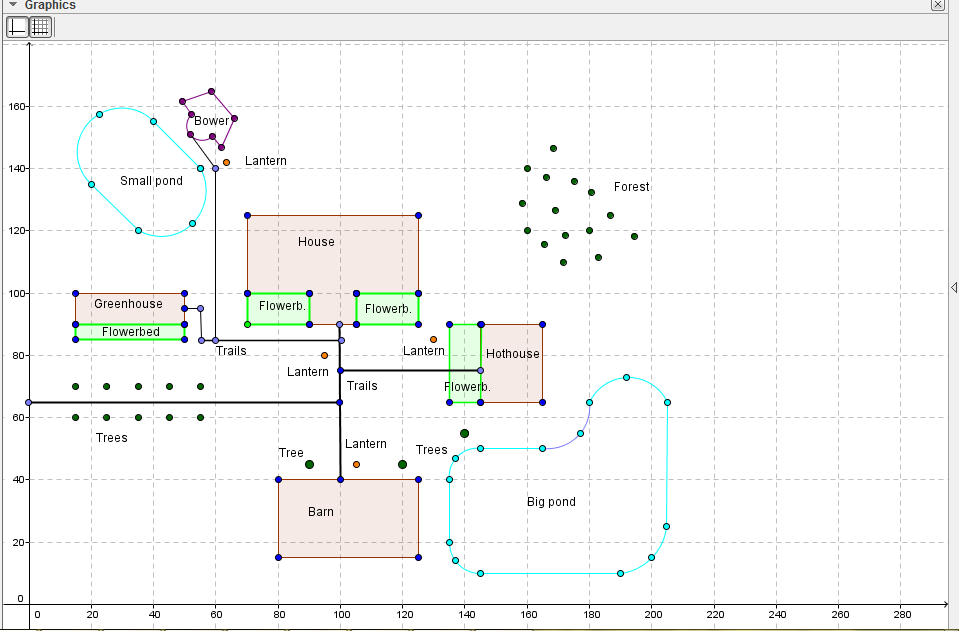 Graphics
160
140
120
100
80
60
40
20
0
0 20 40 60 80 100 120 140 160 180 200 220 240 260 280
Bower
Lantern
Small pond
Forest
House
Greenhouse
Flowerb.
Flowerb.
Flowerbed
Trails
Lantern
Hothouse
Lantern
Trails
Flowerb.
Trees
Lantern
Tree
Trees
Barn
Big pond